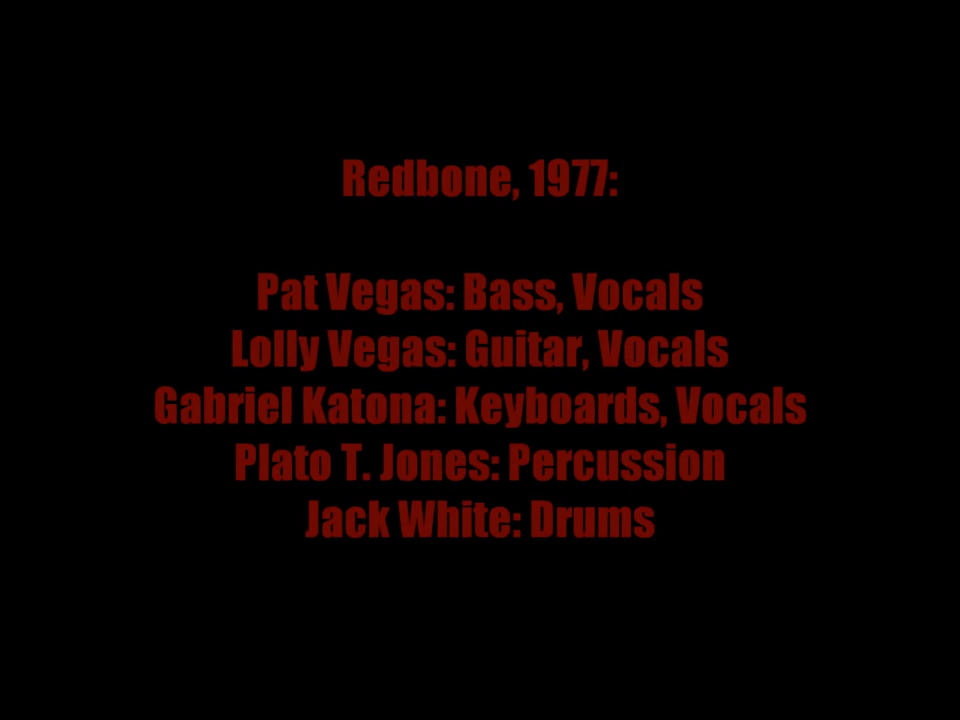 Redbone, 1977:
Pat Vegas: Bass, Vocals
Lolly Vegas: Guitar, Vocals
Gabriel Katona: Keyboards, Vocals
Plato T. Jones: Percussion
Jack White: Drums